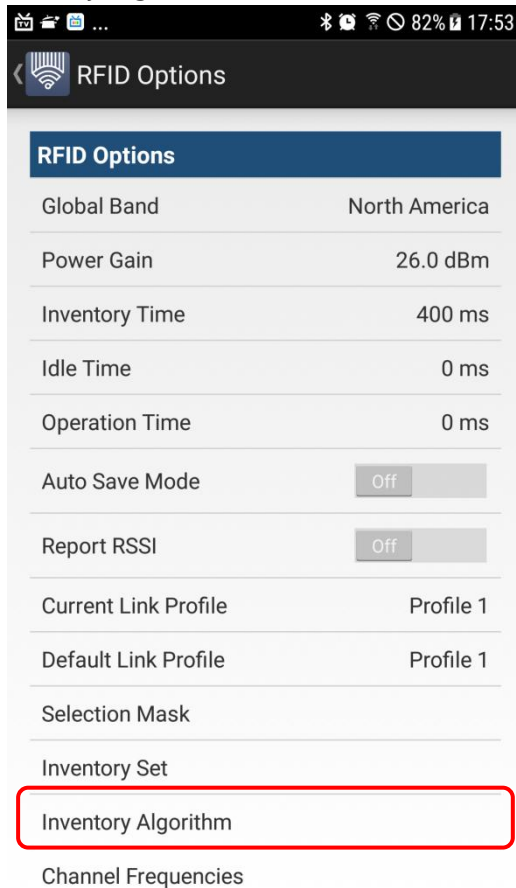 ... 82% 17:53
RFID Options
RFID Options
Global Band North America
Power Gain 26.0 dBm
Inventory Time 400 ms
Idle Time 0 ms
Operation Time 0 ms
Auto Save Mode Off
Report RSSI Off
Current Link Profile Profile 1
Default Link Profile Profile 1
Selection Mask
Inventory Set
Inventory Algorithm
Channel Frequencies